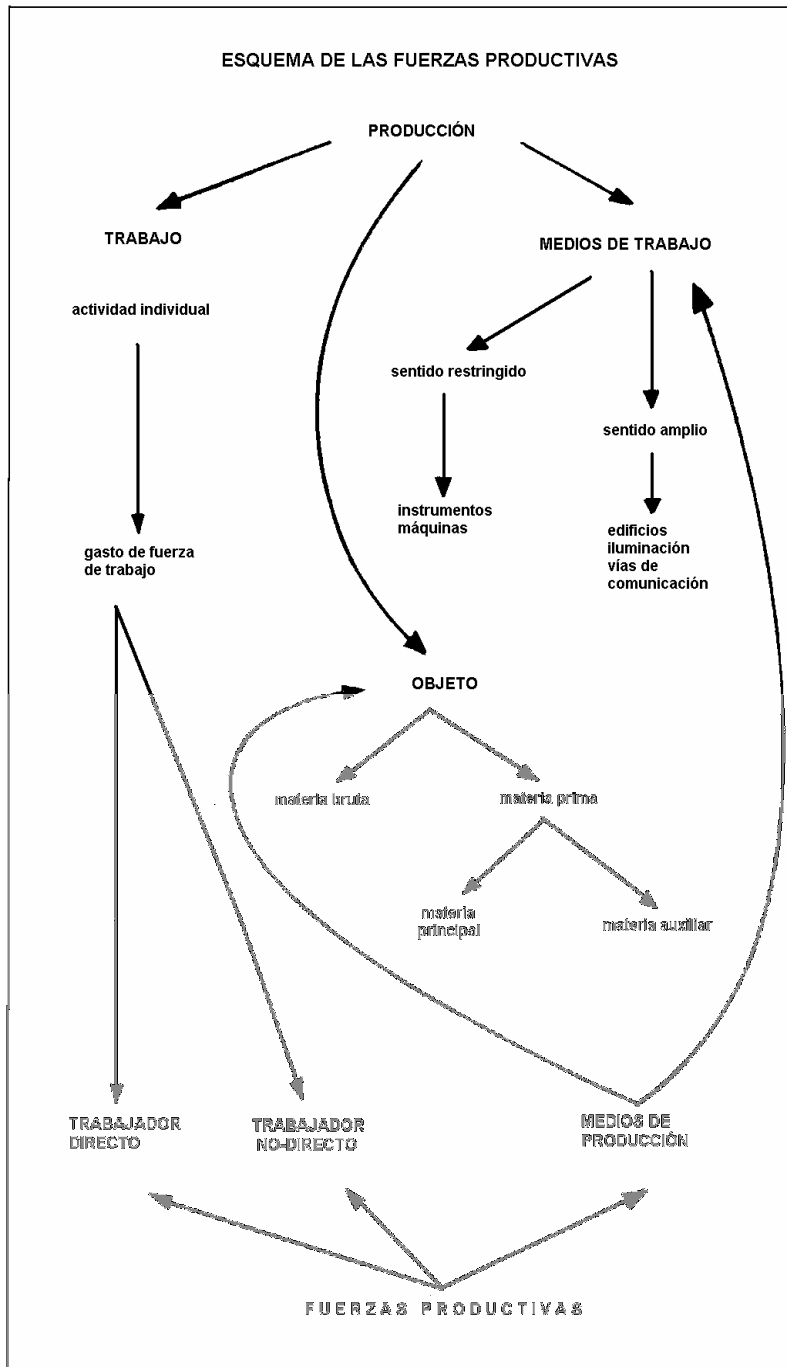 ESQUEMA DE LAS FUERZAS PRODUCTIVAS
PRODUCCIÓN
TRABAJO
MEDIOS DE TRABAJO
actividad individual
sentido restringido
sentido amplio
instrumentos
máquinas
edificios
iluminación
vías de
comunicación
gasto de fuerza
de trabajo
OBJETO
materia bruta
materia prima
materia
principal
materia auxiliar
TRABAJADOR
DIRECTO
TRABAJADOR
NO-DIRECTO
MEDIOS DE
PRODUCCIÓN
FUERZAS PRODUCTIVAS